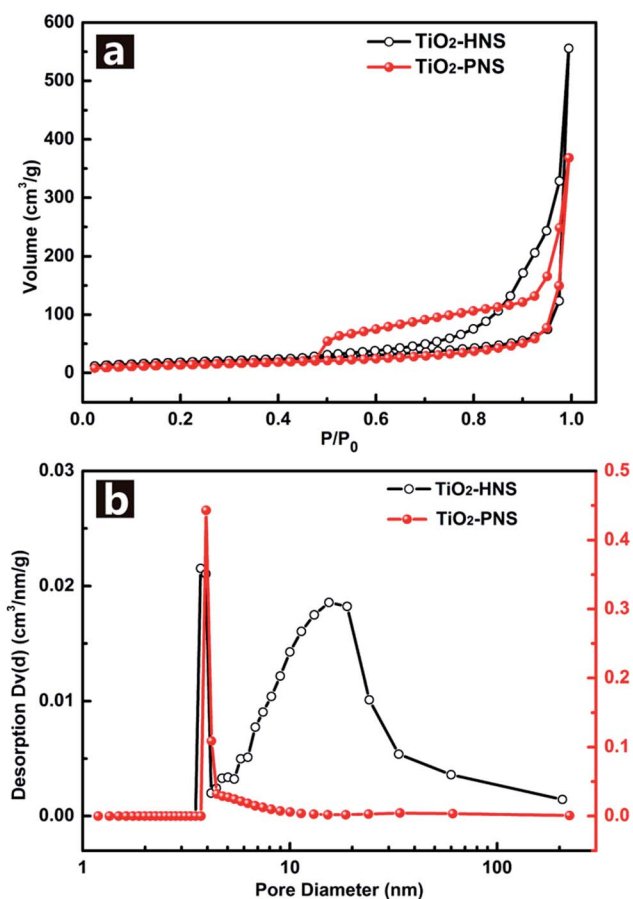 a
TiO2-HNS
TiO2-PNS
600
500
400
300
200
100
0
Volume (cm3/g)
0.0 0.2 0.4 0.6 0.8 1.0
P/P0
b
TiO2-HNS
TiO2-PNS
0.03
0.02
0.01
0.00
Desorption Dv(d) (cm3/nm/g)
0.5
0.4
0.3
0.2
0.1
0.0
1 10 100
Pore Diameter (nm)